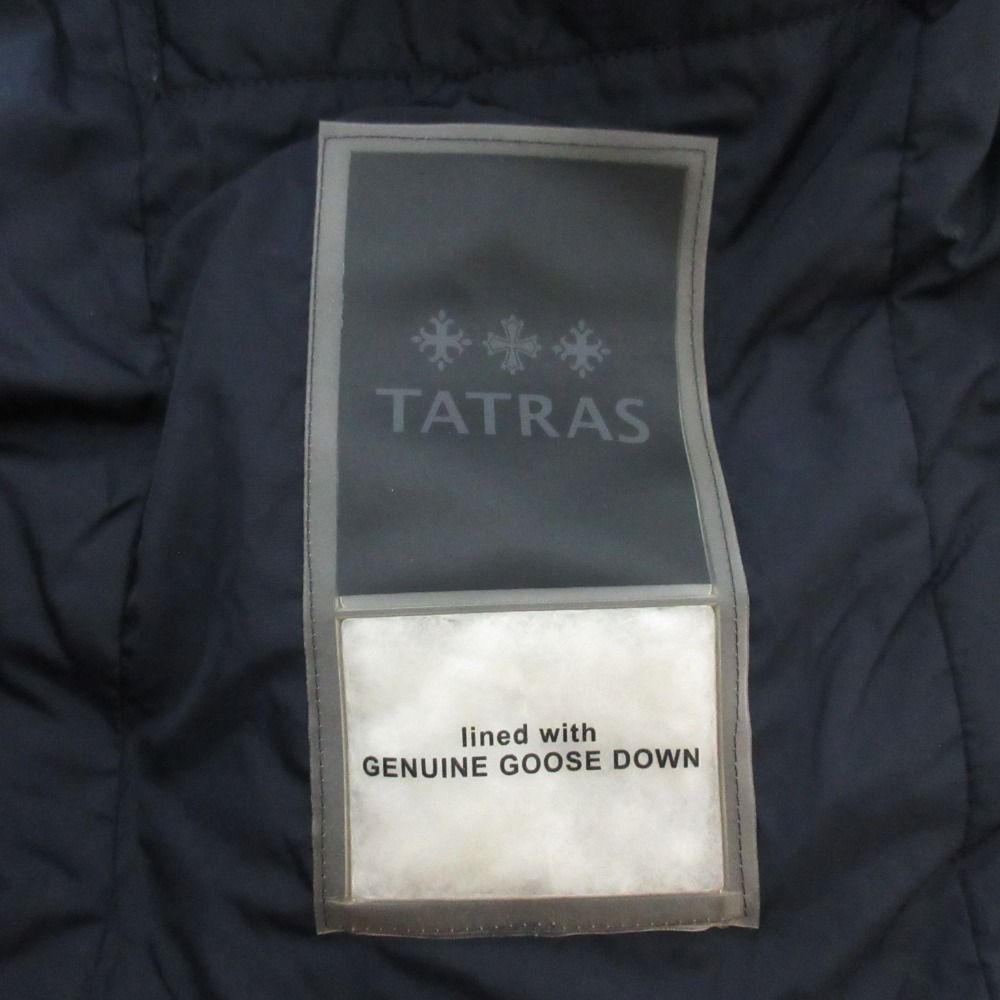 TATRAS
lined with
GENUINE GOOSE DOWN